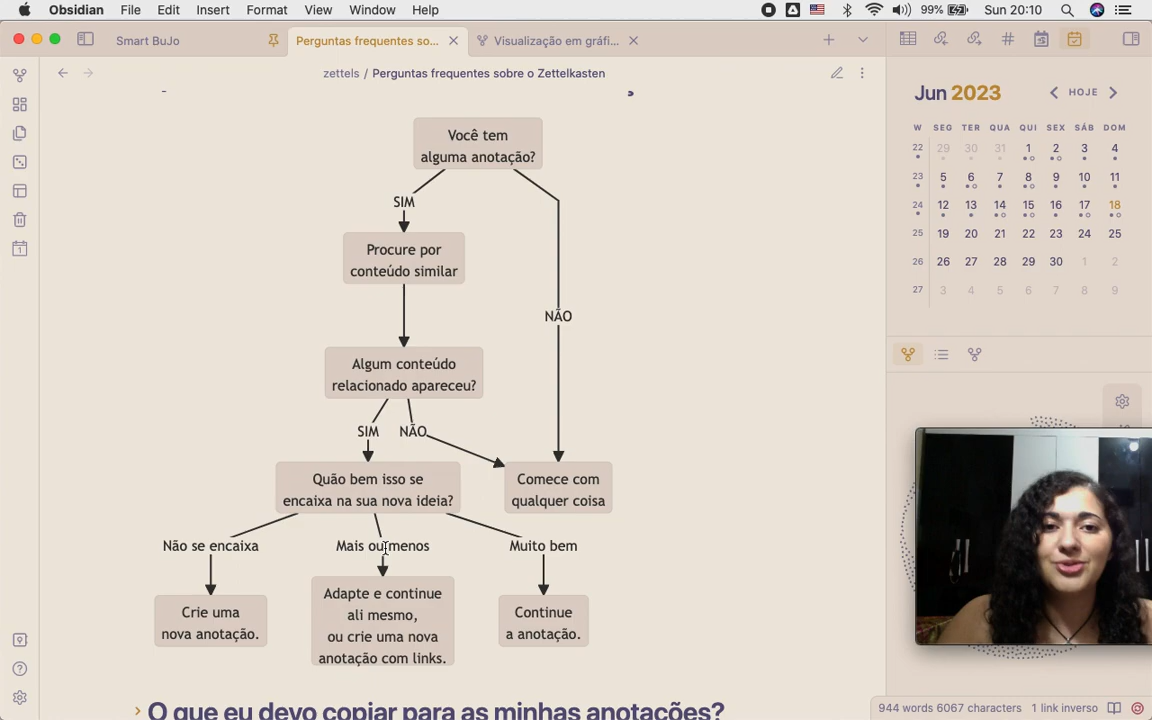 Obsidian File Edit Insert Format View Window Help 99% Sun 20:10
Smart BuJo
Perguntas frequentes so...
Visualização em gráfi...
zettels / Perguntas frequentes sobre o Zettelkasten
Você tem
alguma anotação?
SIM
NÃO
Procure por
conteúdo similar
Algum conteúdo
relacionado apareceu?
SIM
NÃO
Quão bem isso se
encaixa na sua nova ideia?
Comece com
qualquer coisa
Não se encaixa
Mais ou menos
Muito bem
Crie uma
nova anotação.
Adapte e continue
ali mesmo,
ou crie uma nova
anotação com links.
Continue
a anotação.
O que eu devo copiar para as minhas anotações?
Jun 2023
HOJE
W SEG TER QUA QUI SEX SÁB DOM
22 29 30 31 1 2 3 4
23 5 6 7 8 9 10 11
24 12 13 14 15 16 17 18
25 19 20 21 22 23 24 25
26 26 27 28 29 30 1 2
27 3 4 5 6 7 8 9
944 words 6067 characters 1 link inverso